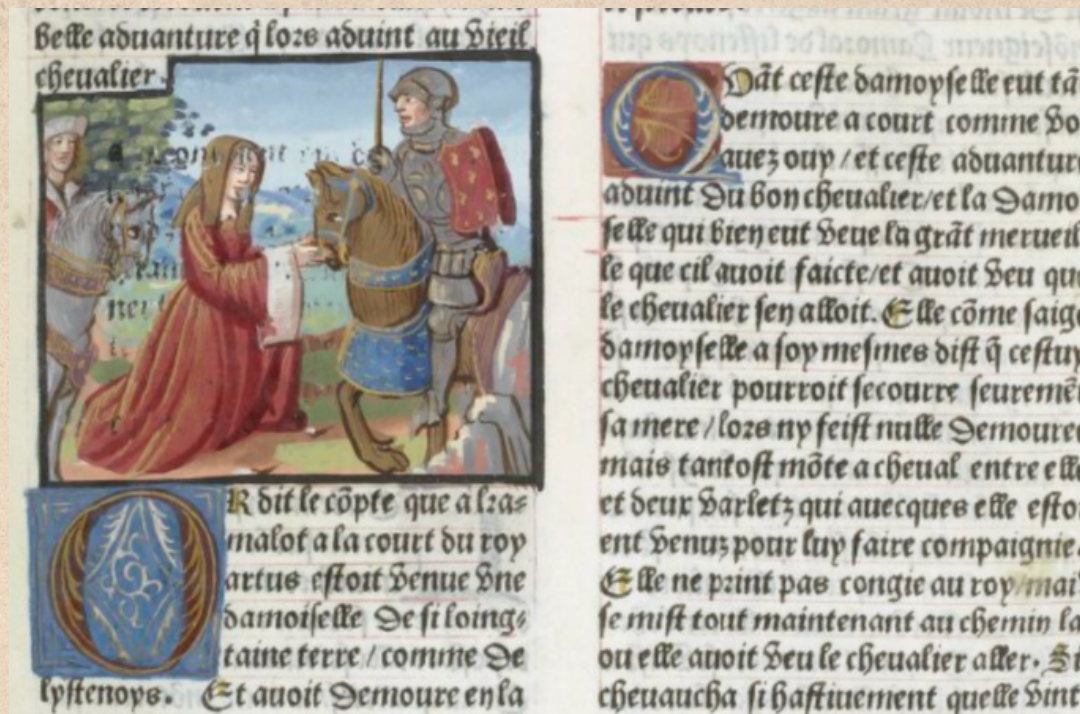 belle aduanture q̃ lors aduint au vieil
cheualier.
OR dit le cõpte que a kra⸗
malot a la court du roy
artus estoit venue vne
damoiselle de si loing⸗
taine terre / comme de
lystenoys. Et auoit demoure en la
QVãt ceste damoyselle eut tã
demoure a court comme vo
auez ouy / et ceste aduanture
aduint du bon cheualier/et la damo
selle qui bien eut veue la grãt merueil
le que cil auoit faicte/et auoit veu que
le cheualier sen alloit. Elle cõme saige
damoyselle a soy mesmes dist q̃ cestuy
cheualier pourroit secourre seuremẽ
sa mere / lors ny feist nulle demouree
mais tantost mõte a cheual entre elle
et deux varletz qui auecques elle esto
ent venuz pour luy faire compaignie.
Elle ne print pas congie au roy/mai
se mist tout maintenant au chemin la
ou elle auoit veu le cheualier aller. Si
cheuaucha si hastiuement quelle vint